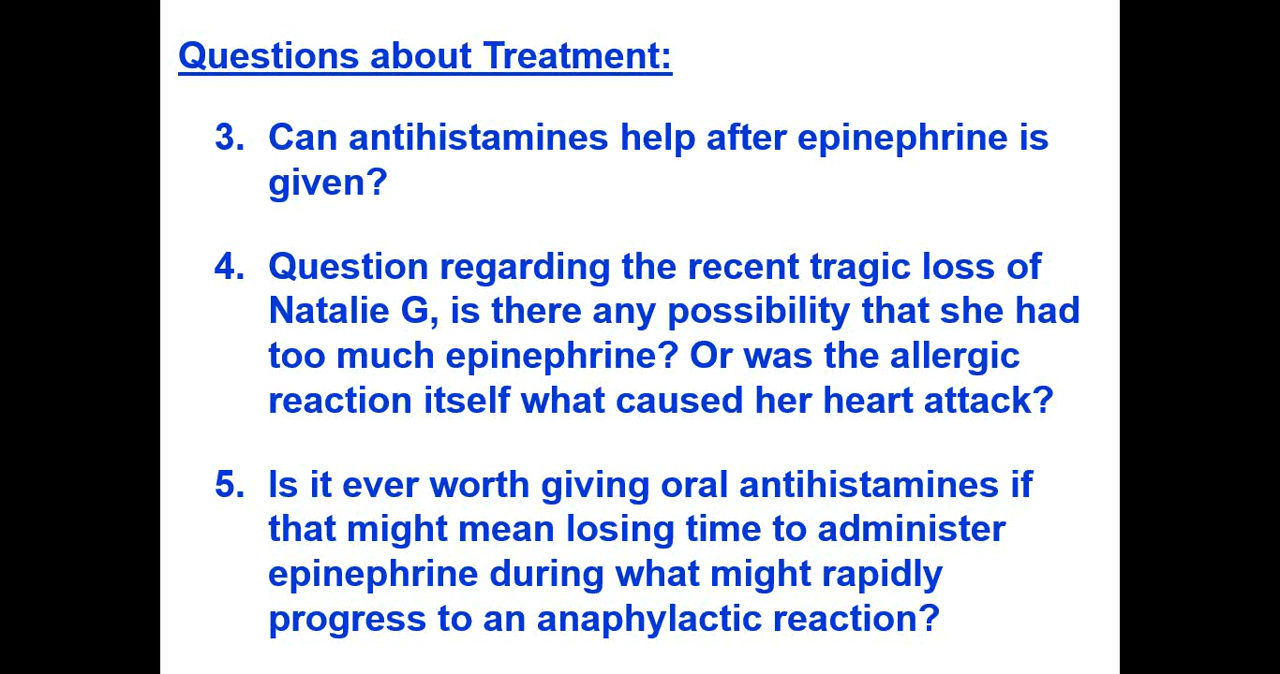 Questions about Treatment:
3. Can antihistamines help after epinephrine is
given?
4. Question regarding the recent tragic loss of
Natalie G, is there any possibility that she had
too much epinephrine? Or was the allergic
reaction itself what caused her heart attack?
5. Is it ever worth giving oral antihistamines if
that might mean losing time to administer
epinephrine during what might rapidly
progress to an anaphylactic reaction?